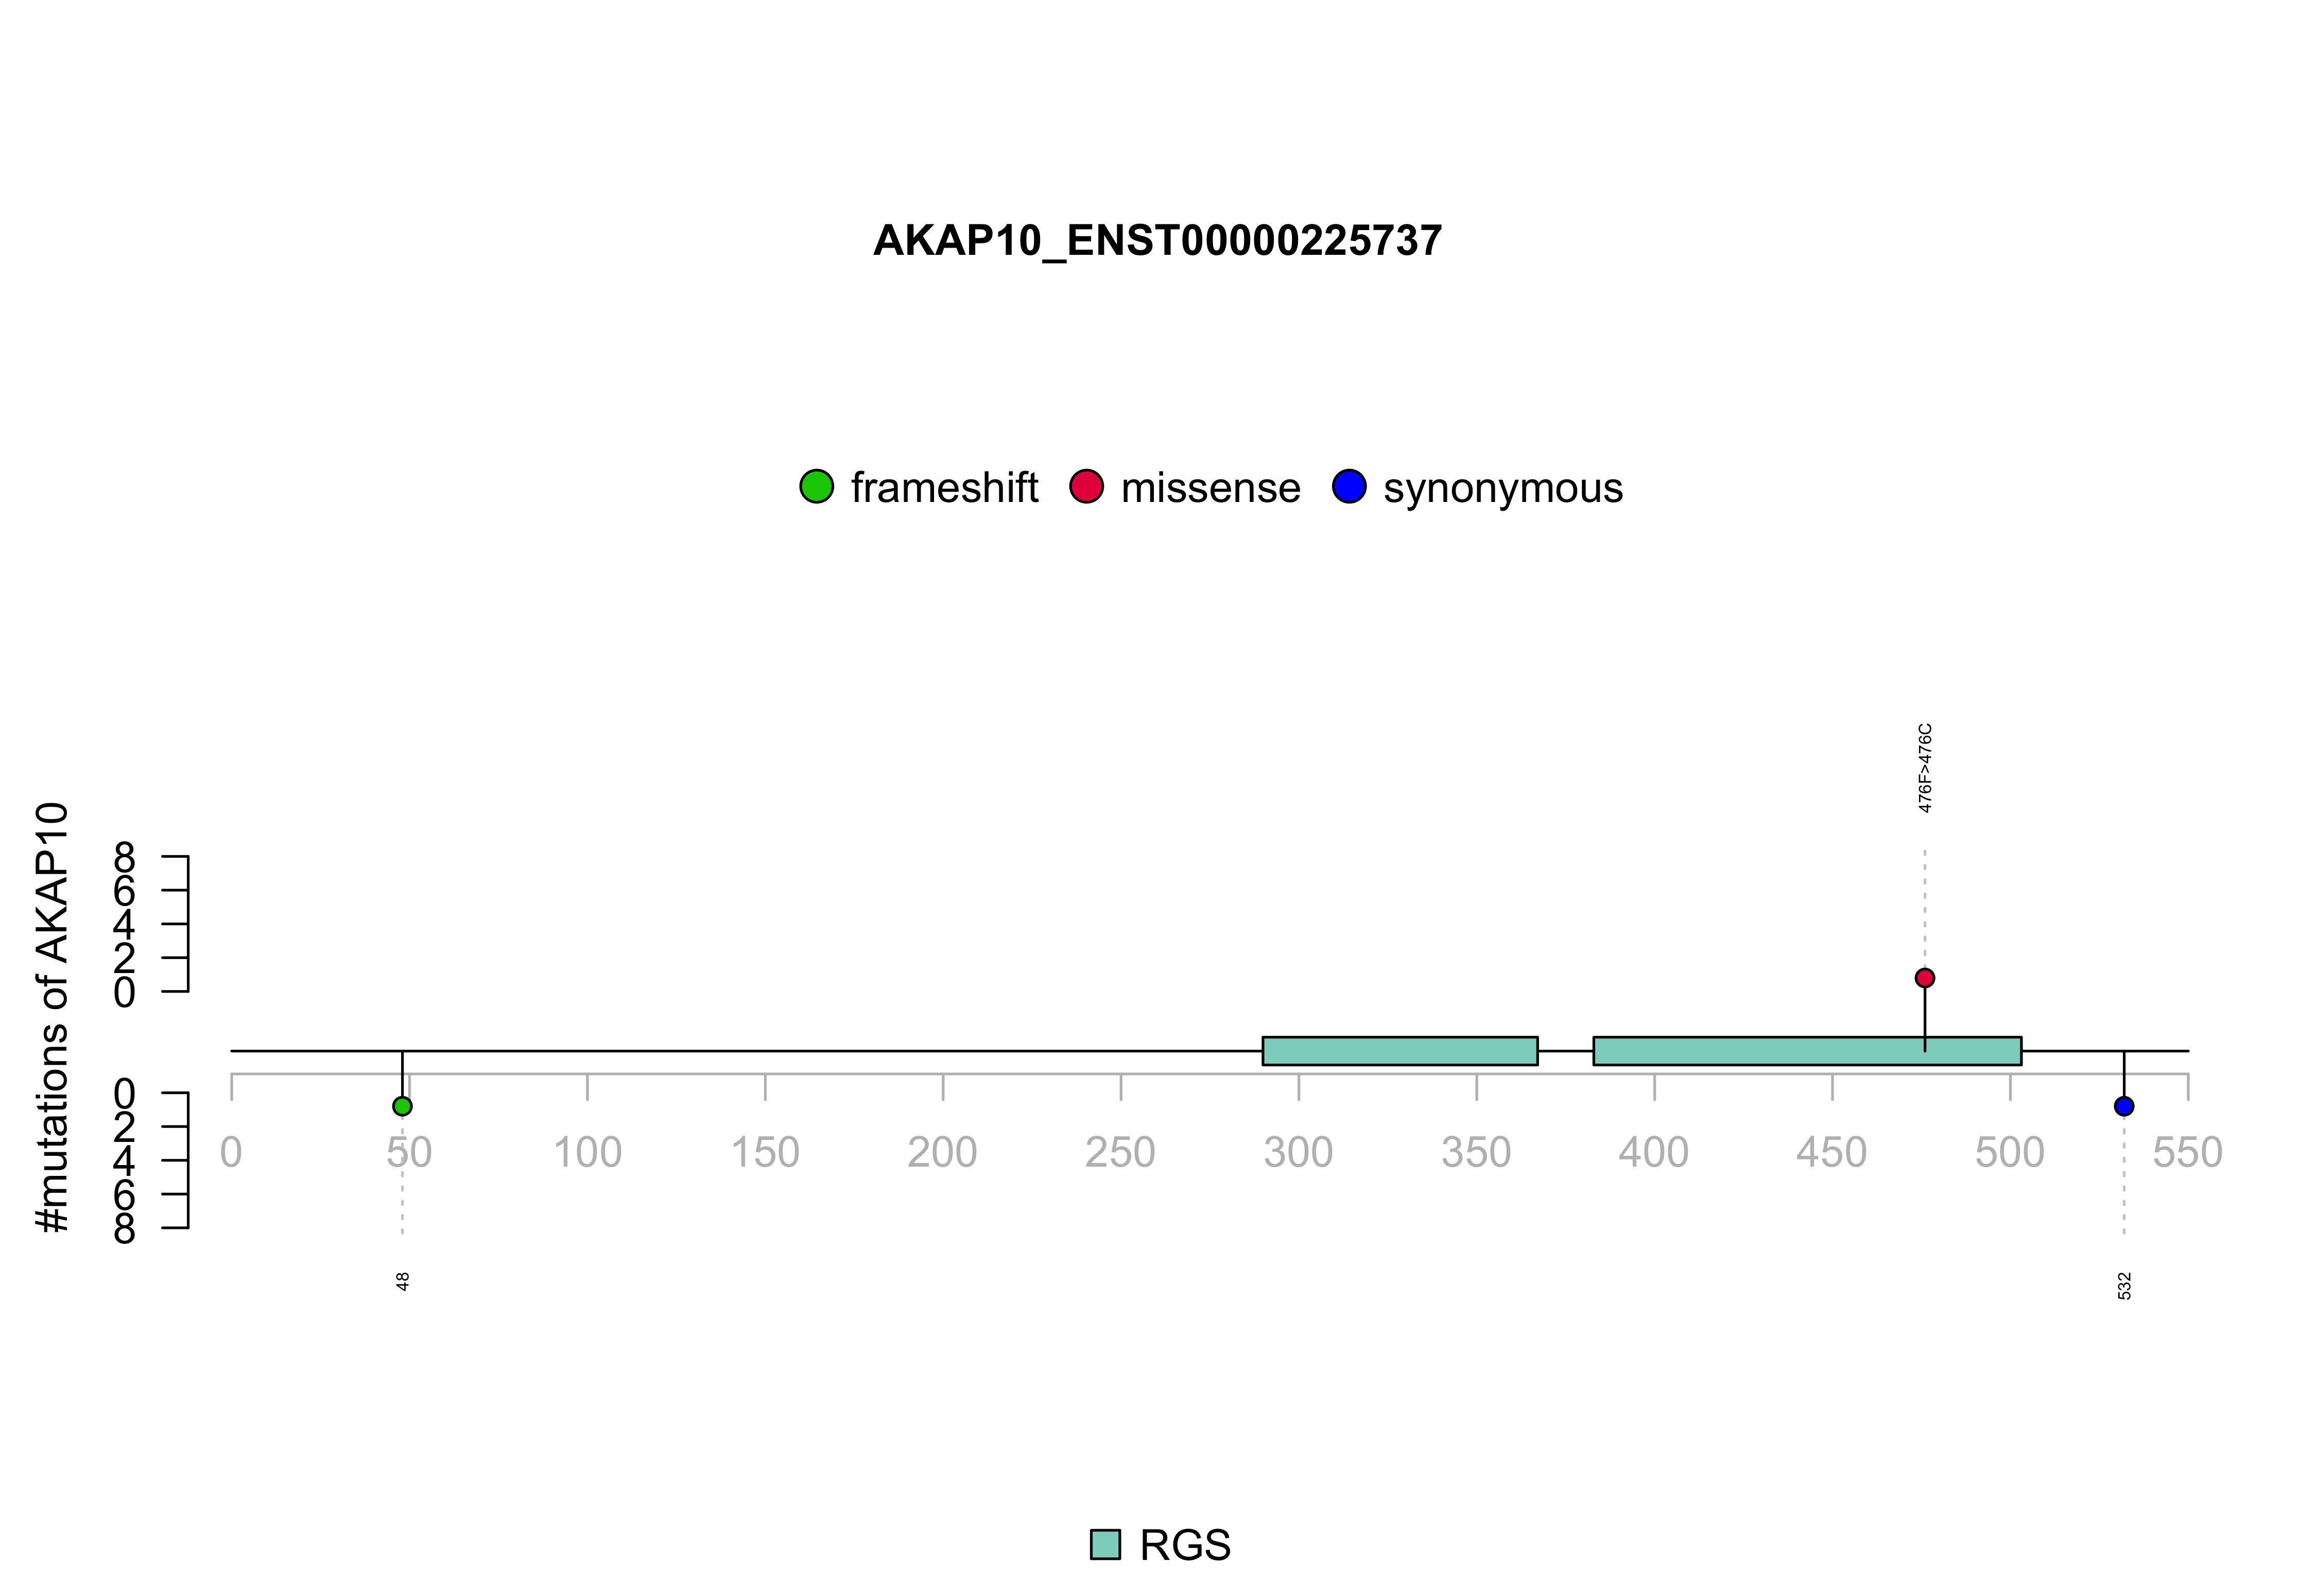 AKAP10_ENST00000225737
frameshift missense synonymous
476F>476C
#mutations of AKAP10
8
6
4
2
0
0
2
4
6
8
0 50 100 150 200 250 300 350 400 450 500 550
48
532
RGS